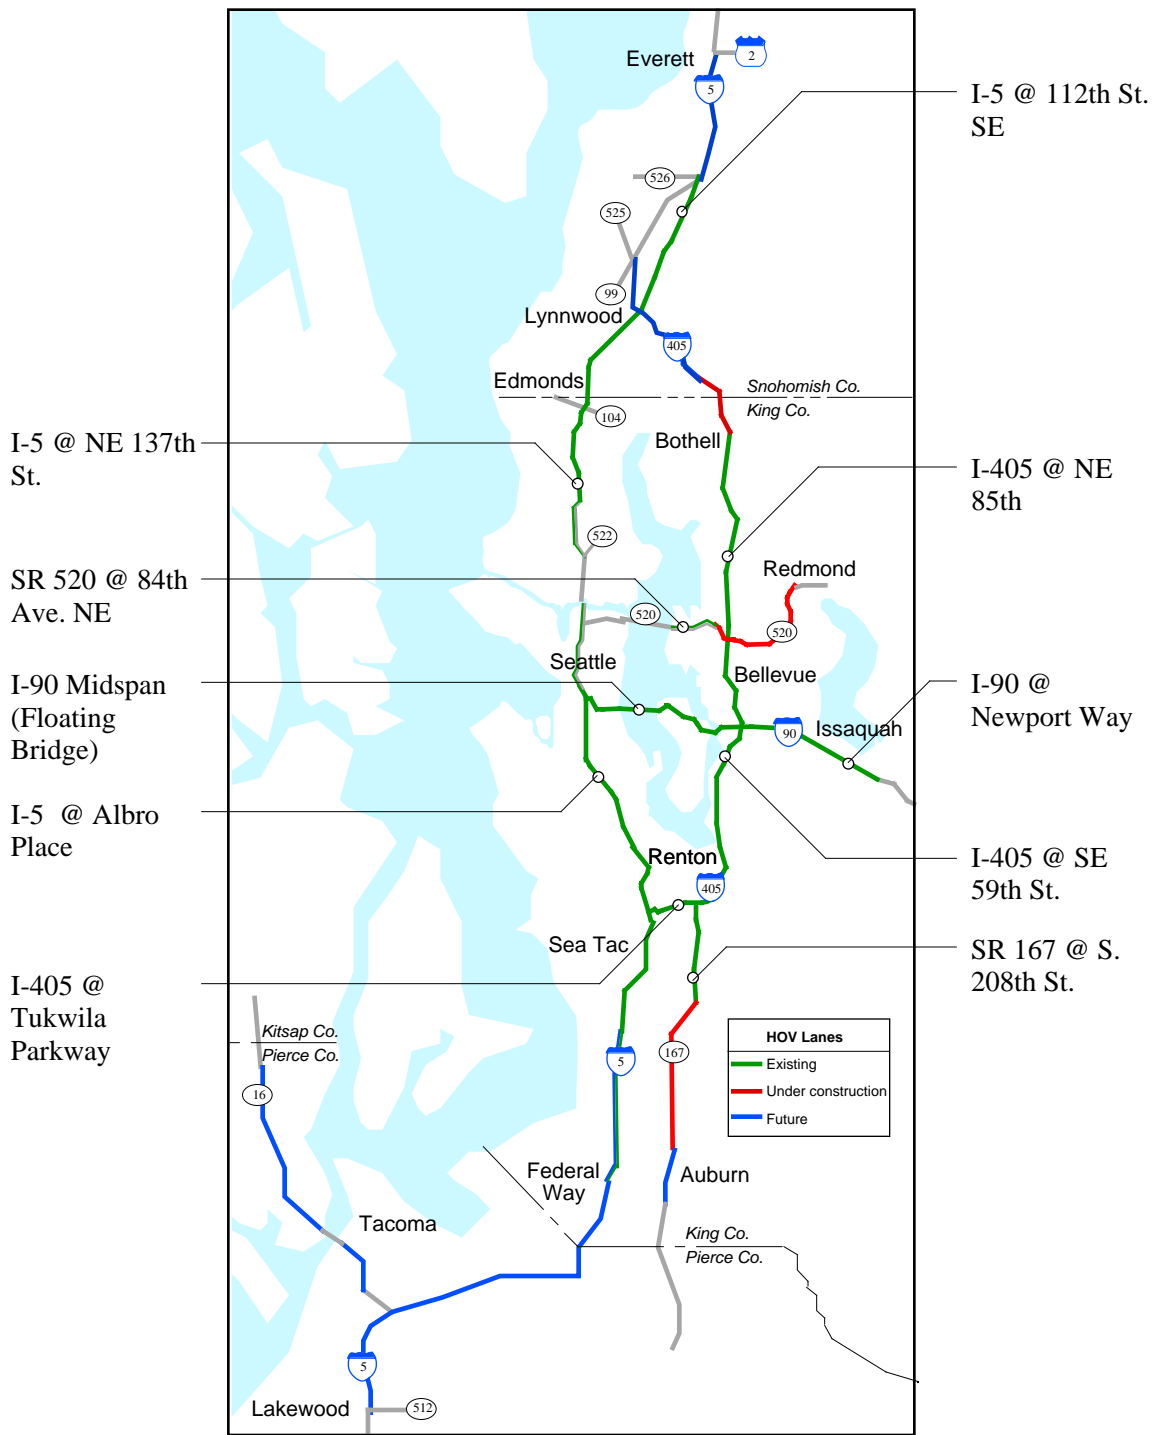 Everett
2
5
I-5 @ 112th St.
SE
526
525
99
Lynnwood
405
Edmonds
Snohomish Co.
King Co.
104
Bothell
I-5 @ NE 137th
St.
I-405 @ NE
85th
522
Redmond
SR 520 @ 84th
Ave. NE
520
520
Seattle
Bellevue
I-90 Midspan
(Floating
Bridge)
I-90 @
Newport Way
Issaquah
90
I-5 @ Albro
Place
Renton
405
I-405 @ SE
59th St.
Sea Tac
SR 167 @ S.
208th St.
I-405 @
Tukwila
Parkway
Kitsap Co.
Pierce Co.
5
167
HOV Lanes
Existing
Under construction
Future
16
Federal
Way
Auburn
Tacoma
King Co.
Pierce Co.
5
Lakewood
512